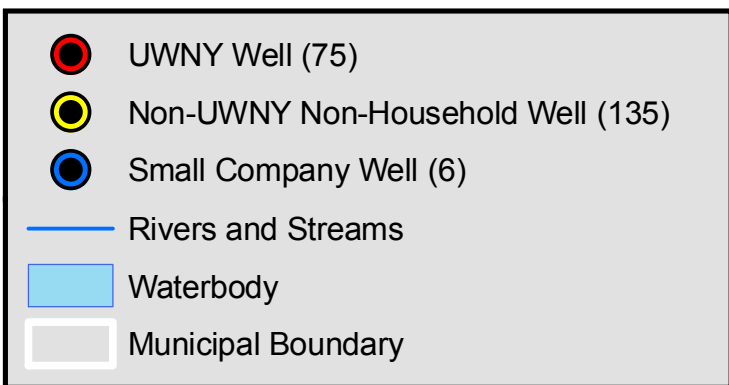 UWNY Well (75)
Non-UWNY Non-Household Well (135)
Small Company Well (6)
Rivers and Streams
Waterbody
Municipal Boundary